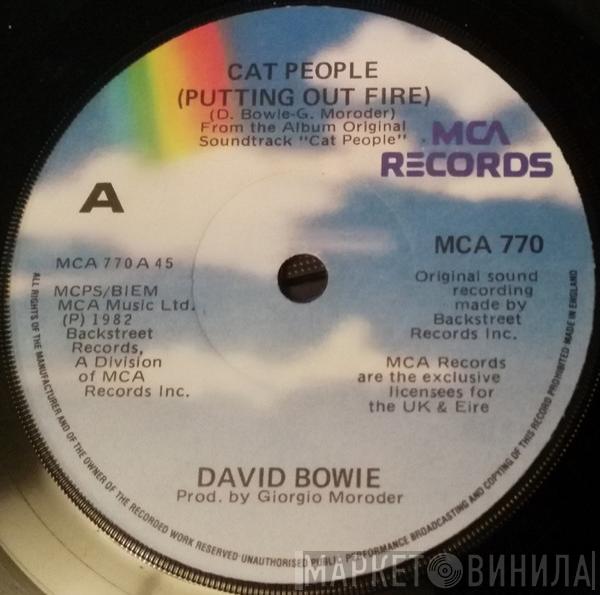 CAT PEOPLE
(PUTTING OUT FIRE)
(D. Bowie-G. Moroder)
From the Album Original
Soundtrack "Cat People"
MCA
RECORDS
A
MCA 770
MCA 770 A 45
MCPS/BIEM
MCA Music Ltd.
(P) 1982
Backstreet
Records,
A Division
of MCA
Records Inc.
Original sound
recording
made by
Backstreet
Records Inc.
MCA Records
are the exclusive
licensees for
the UK & Eire
DAVID BOWIE
Prod. by Giorgio Moroder
ALL RIGHTS OF THE MANUFACTURER AND OF THE OWNER OF THE RECORDED WORK RESERVED·UNAUTHORISED PUBLIC PERFORMANCE BROADCASTING AND COPYING OF THIS RECORD PROHIBITED·MADE IN ENGLAND
МАРКЕТ ВИНИЛА